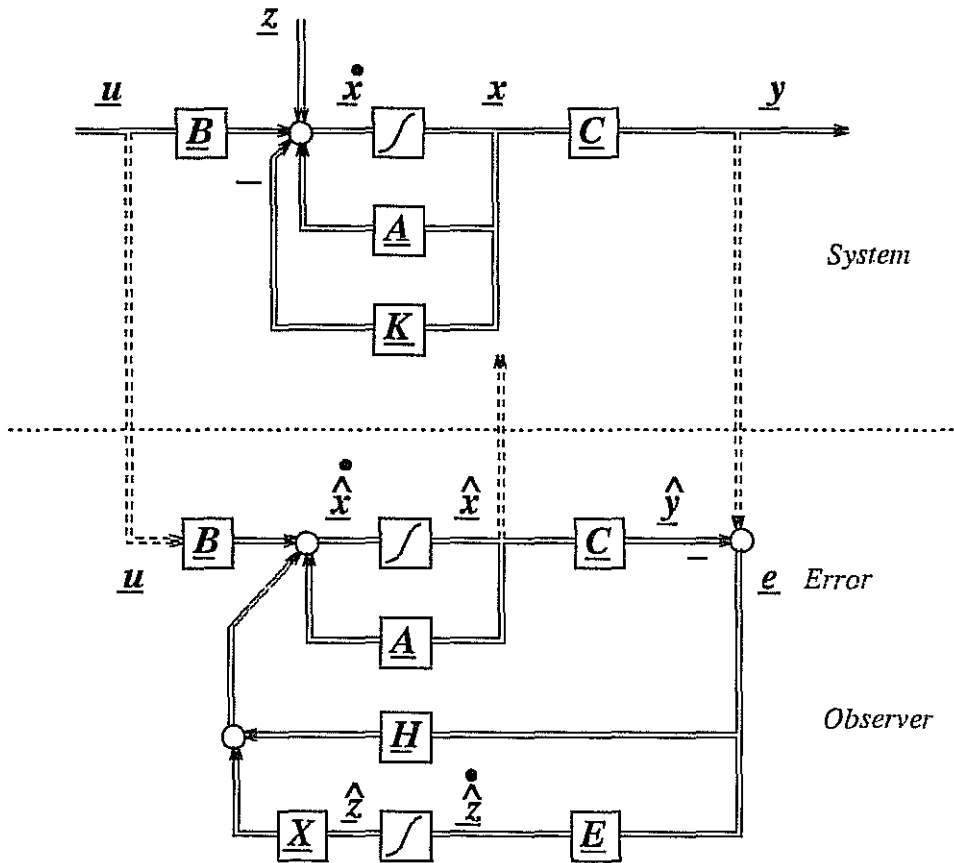 z
u
ẋ
x
y
B
∫
C
−
A
System
K
x̂̇
x̂
ŷ
B
∫
C
−
u
e Error
A
H
Observer
ẑ
ẑ̇
X
∫
E